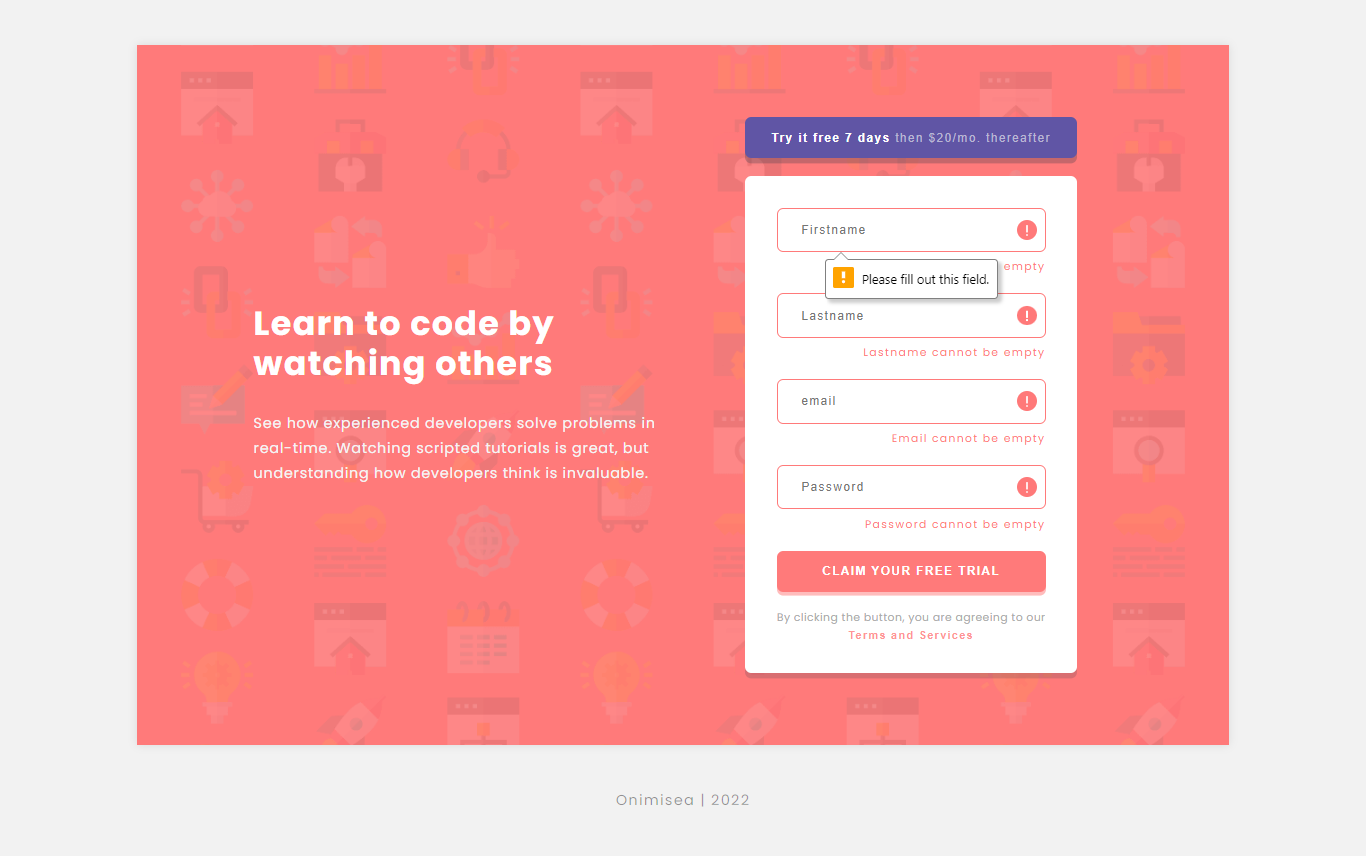 Learn to code by
watching others
See how experienced developers solve problems in
real-time. Watching scripted tutorials is great, but
understanding how developers think is invaluable.
Try it free 7 days then $20/mo. thereafter
Firstname
empty
Please fill out this field.
Lastname
Lastname cannot be empty
email
Email cannot be empty
Password
Password cannot be empty
CLAIM YOUR FREE TRIAL
By clicking the button, you are agreeing to our
Terms and Services
Onimisea | 2022